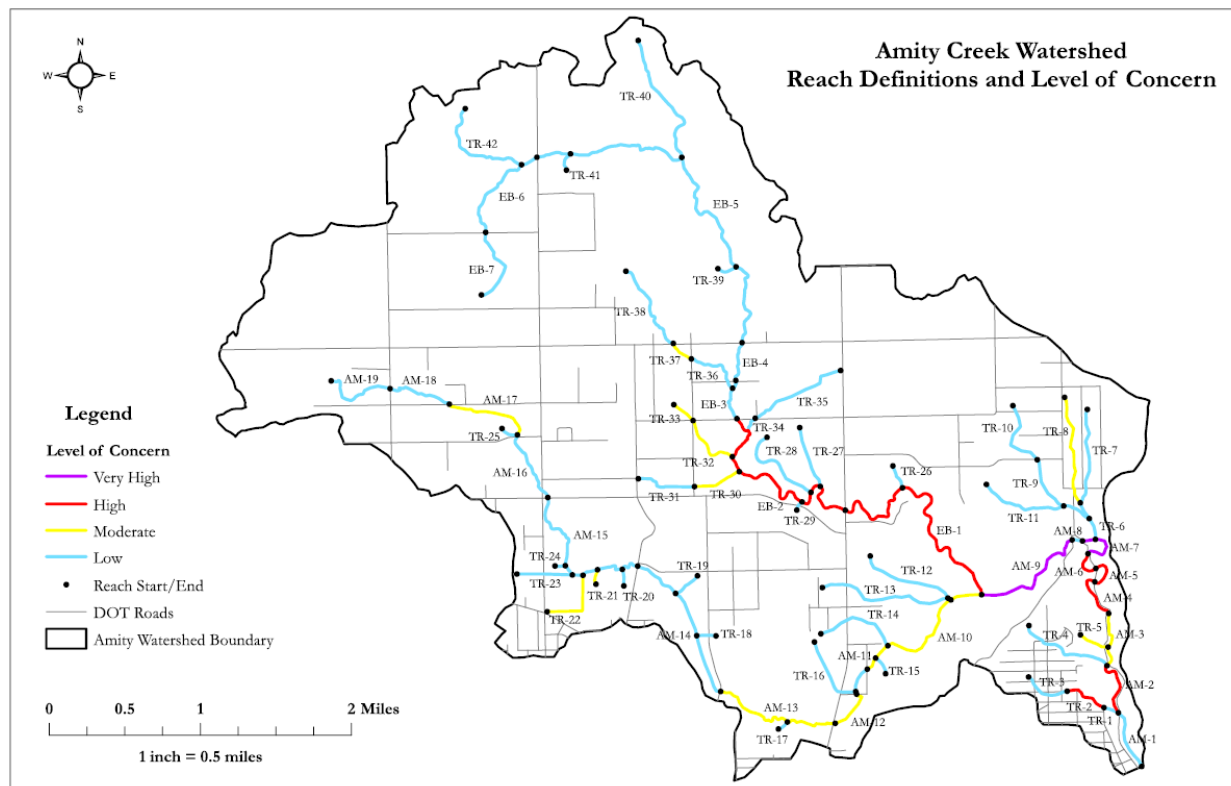 Amity Creek Watershed
Reach Definitions and Level of Concern
N
W
E
S
TR-40
TR-42
TR-41
EB-6
EB-5
EB-7
TR-39
TR-38
TR-37
EB-4
TR-36
AM-19
AM-18
TR-35
AM-17
EB-3
TR-33
TR-34
TR-10
TR-8
TR-7
TR-25
TR-28
TR-27
TR-32
AM-16
TR-26
TR-9
TR-31
TR-30
EB-2
TR-29
TR-11
EB-1
TR-6
AM-15
AM-8
AM-7
TR-24
TR-23
TR-21
TR-20
TR-19
TR-12
AM-9
AM-6
AM-5
TR-13
AM-4
TR-22
TR-14
AM-14
TR-18
AM-10
TR-5
TR-4
AM-3
AM-11
TR-15
TR-16
TR-3
AM-2
TR-2
TR-1
AM-13
AM-12
TR-17
AM-1
Legend
Level of Concern
Very High
High
Moderate
Low
Reach Start/End
DOT Roads
Amity Watershed Boundary
0 0.5 1 2 Miles
1 inch = 0.5 miles